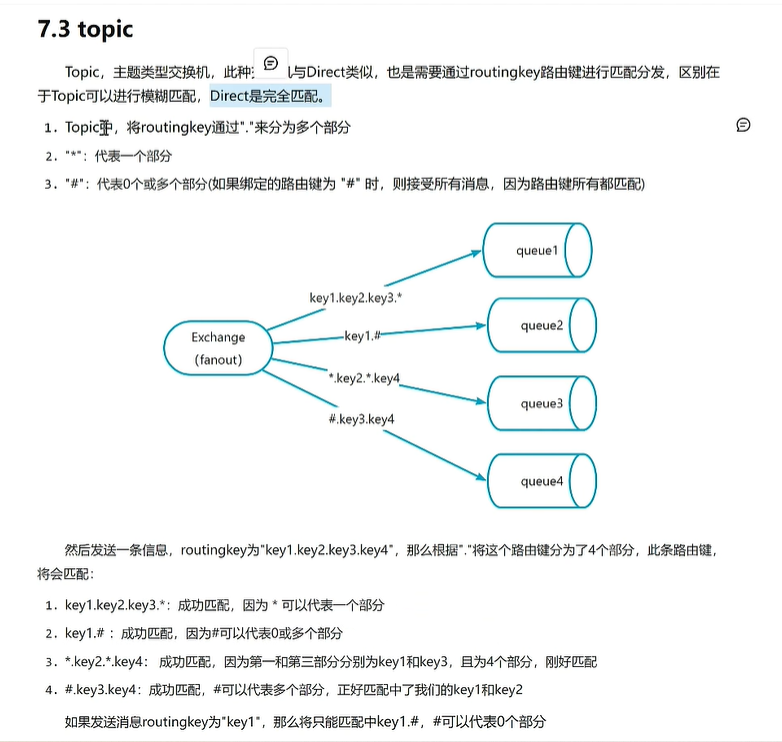 7.3 topic
Topic，主题类型交换机，此种 机与Direct类似，也是需要通过routingkey路由键进行匹配分发，区别在
于Topic可以进行模糊匹配，Direct是完全匹配。
1. Topic中，将routingkey通过"."来分为多个部分
2. "*"：代表一个部分
3. "#"：代表0个或多个部分(如果绑定的路由键为 "#" 时，则接受所有消息，因为路由键所有都匹配)
queue1
key1.key2.key3.*
queue2
Exchange
(fanout)
key1.#
*.key2.*.key4
queue3
#.key3.key4
queue4
然后发送一条信息，routingkey为"key1.key2.key3.key4"，那么根据"."将这个路由键分为了4个部分，此条路由键，
将会匹配：
1. key1.key2.key3.*：成功匹配，因为 * 可以代表一个部分
2. key1.# ：成功匹配，因为#可以代表0或多个部分
3. *.key2.*.key4： 成功匹配，因为第一和第三部分分别为key1和key3，且为4个部分，刚好匹配
4. #.key3.key4：成功匹配，#可以代表多个部分，正好匹配中了我们的key1和key2
如果发送消息routingkey为"key1"，那么将只能匹配中key1.#，#可以代表0个部分